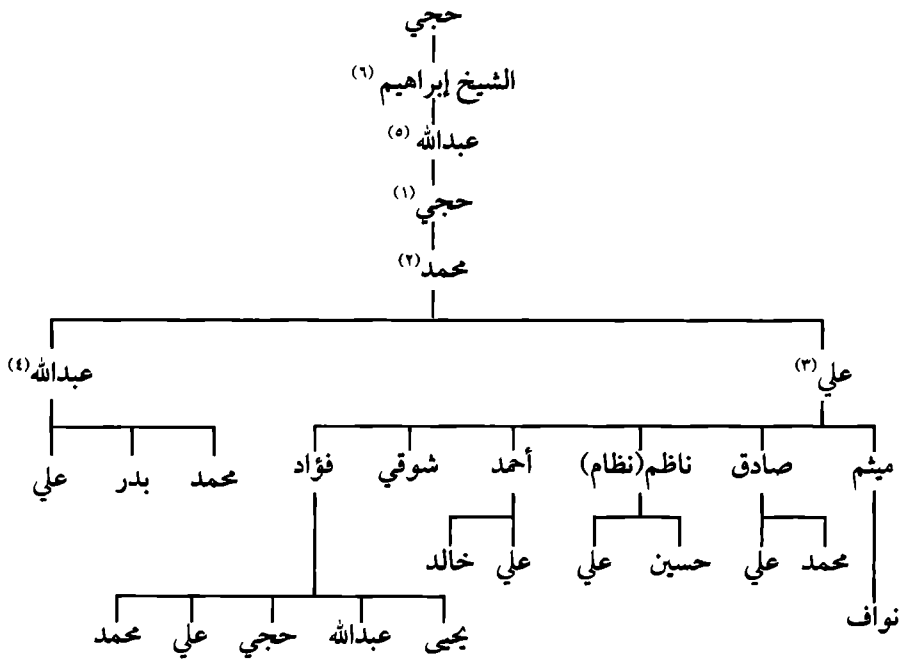 حجي
الشيخ إبراهيم (٦)
عبدالله (٥)
حجي (١)
محمد (٢)
علي (٣) عبدالله (٤)
ميثم صادق ناظم (نظام) أحمد شوقي فؤاد محمد بدر علي
محمد علي حسين علي علي خالد
نواف
يحيى عبدالله حجي علي محمد